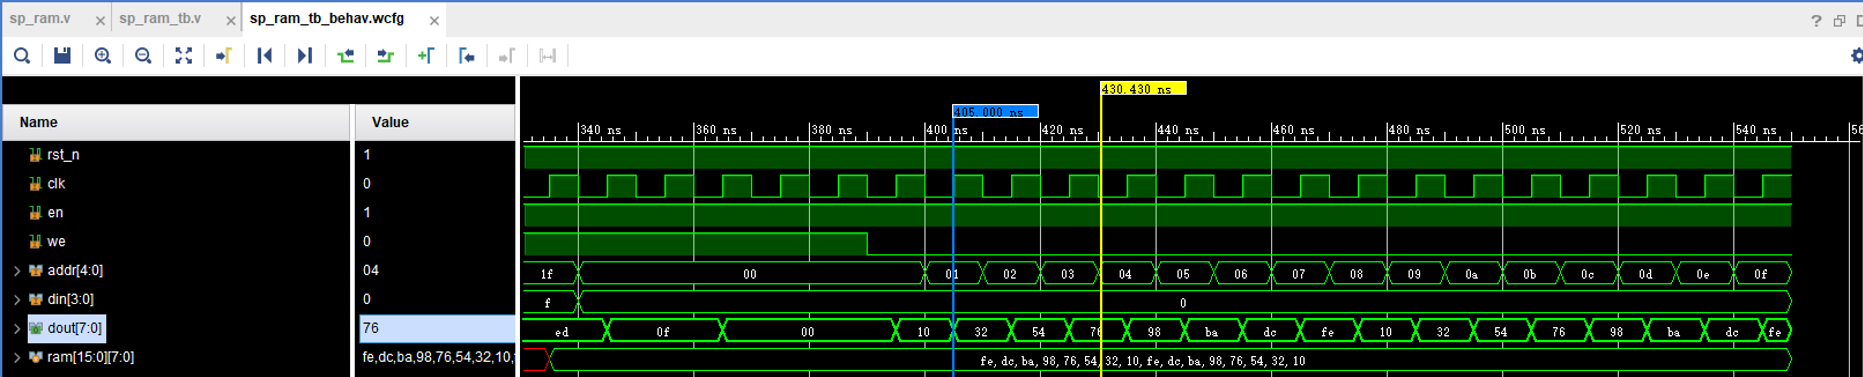 sp_ram.v × sp_ram_tb.v × sp_ram_tb_behav.wcfg × ?
430.430 ns
405.000 ns
Name Value 340 ns 360 ns 380 ns 400 ns 420 ns 440 ns 460 ns 480 ns 500 ns 520 ns 540 ns 56
rst_n 1
clk 0
en 1
we 0
addr[4:0] 04 1f 00 01 02 03 04 05 06 07 08 09 0a 0b 0c 0d 0e 0f
din[3:0] 0 f 0
dout[7:0] 76 ed 0f 00 10 32 54 76 98 ba dc fe 10 32 54 76 98 ba dc fe
ram[15:0][7:0] fe,dc,ba,98,76,54,32,10, fe, dc, ba, 98, 76, 54, 32, 10, fe, dc, ba, 98, 76, 54, 32, 10